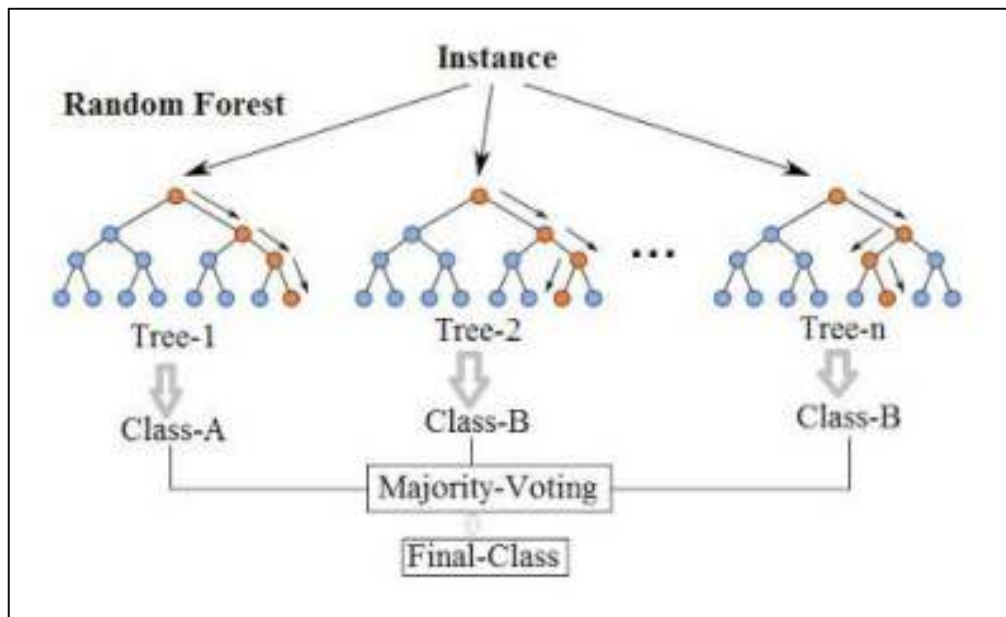 Instance
Random Forest
...
Tree-1
Tree-2
Tree-n
Class-A
Class-B
Class-B
Majority-Voting
Final-Class